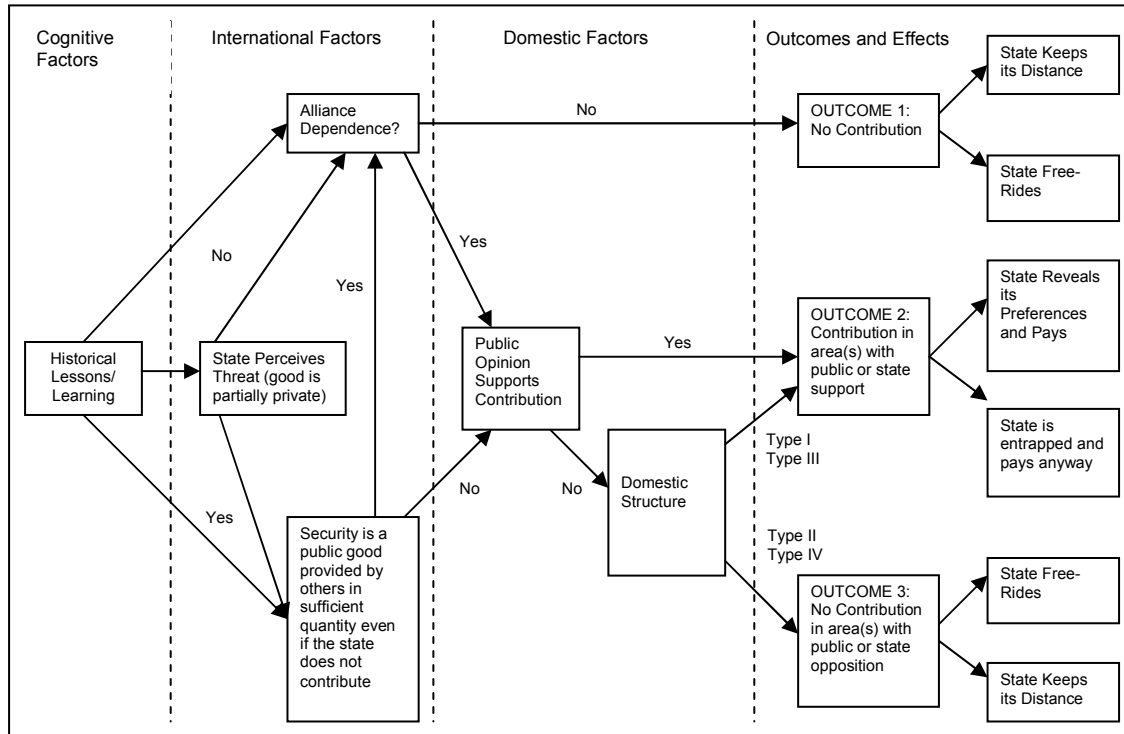 Cognitive
Factors
International Factors
Domestic Factors
Outcomes and Effects
State Keeps
its Distance
Alliance
Dependence?
No
OUTCOME 1:
No Contribution
State Free-
Rides
No
Yes
Yes
State Reveals
its
Preferences
and Pays
Historical
Lessons/
Learning
State Perceives
Threat (good is
partially private)
Public
Opinion
Supports
Contribution
Yes
OUTCOME 2:
Contribution in
area(s) with
public or state
support
State is
entrapped and
pays anyway
Type I
Type III
Yes
No
No
Domestic
Structure
Security is a
public good
provided by
others in
sufficient
quantity even
if the state
does not
contribute
Type II
Type IV
OUTCOME 3:
No Contribution
in area(s) with
public or state
opposition
State Free-
Rides
State Keeps
its Distance